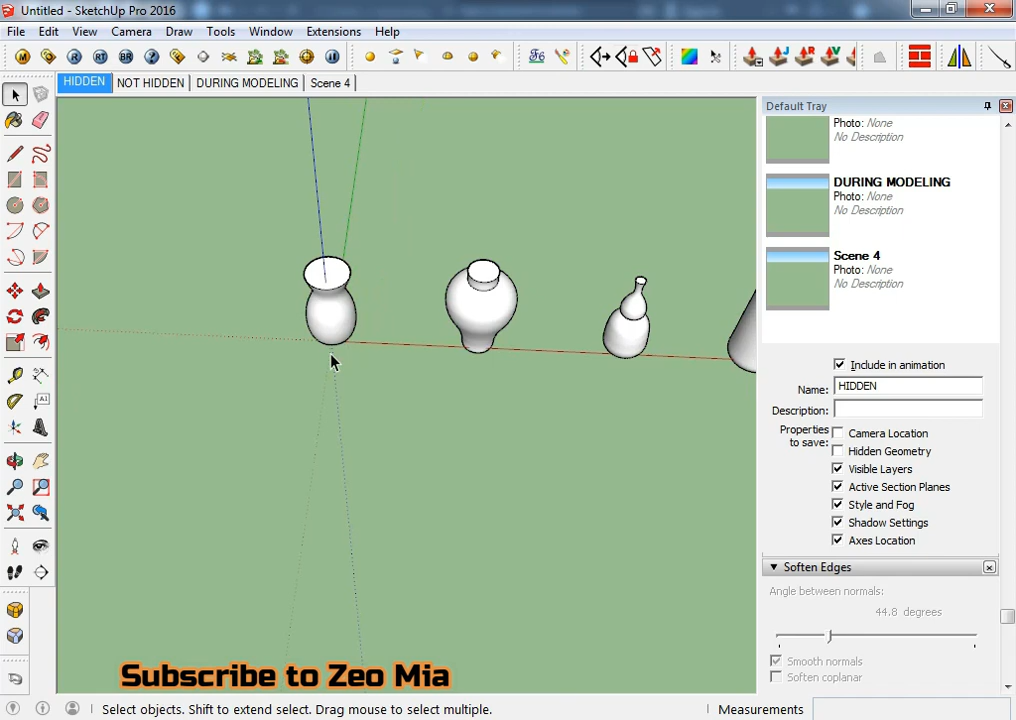 Untitled - SketchUp Pro 2016
File Edit View Camera Draw Tools Window Extensions Help
HIDDEN NOT HIDDEN DURING MODELING Scene 4
Default Tray
Photo: None
No Description
DURING MODELING
Photo: None
No Description
Scene 4
Photo: None
No Description
Include in animation
Name: HIDDEN
Description:
Properties to save:
Camera Location
Hidden Geometry
Visible Layers
Active Section Planes
Style and Fog
Shadow Settings
Axes Location
Soften Edges
Angle between normals:
44.8 degrees
Smooth normals
Soften coplanar
Subscribe to Zeo Mia
Select objects. Shift to extend select. Drag mouse to select multiple.
Measurements